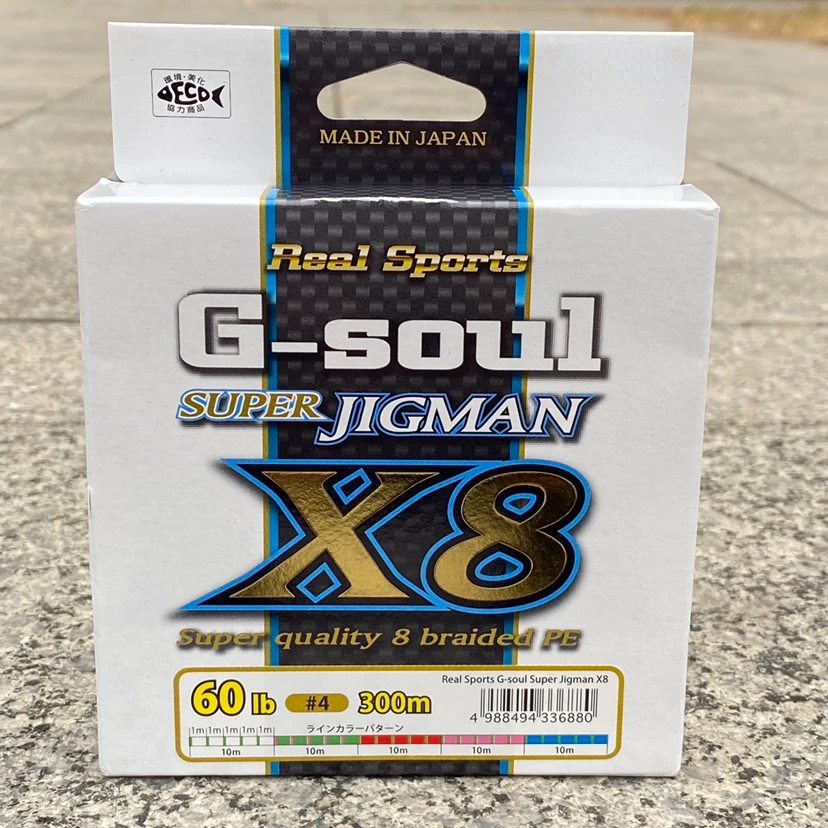 環境・美化
ECO
協力商品
MADE IN JAPAN
Real Sports
G-soul
SUPER JIGMAN
X8
Super quality 8 braided PE
Real Sports G-soul Super Jigman X8
60 lb #4 300m
4 988494 336880
1m 1m 1m 1m 1m ラインカラーパターン
10m 10m 10m 10m 10m